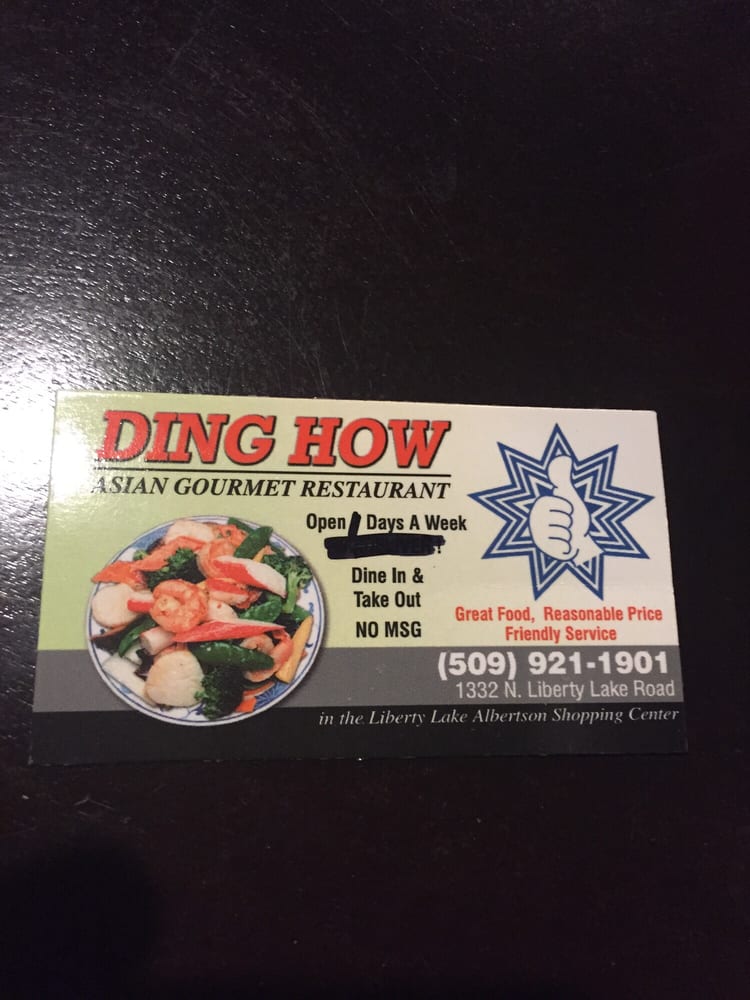 DING HOW
ASIAN GOURMET RESTAURANT
Open Days A Week
Dine In &
Take Out
NO MSG
Great Food, Reasonable Price
Friendly Service
(509) 921-1901
1332 N. Liberty Lake Road
in the Liberty Lake Albertson Shopping Center